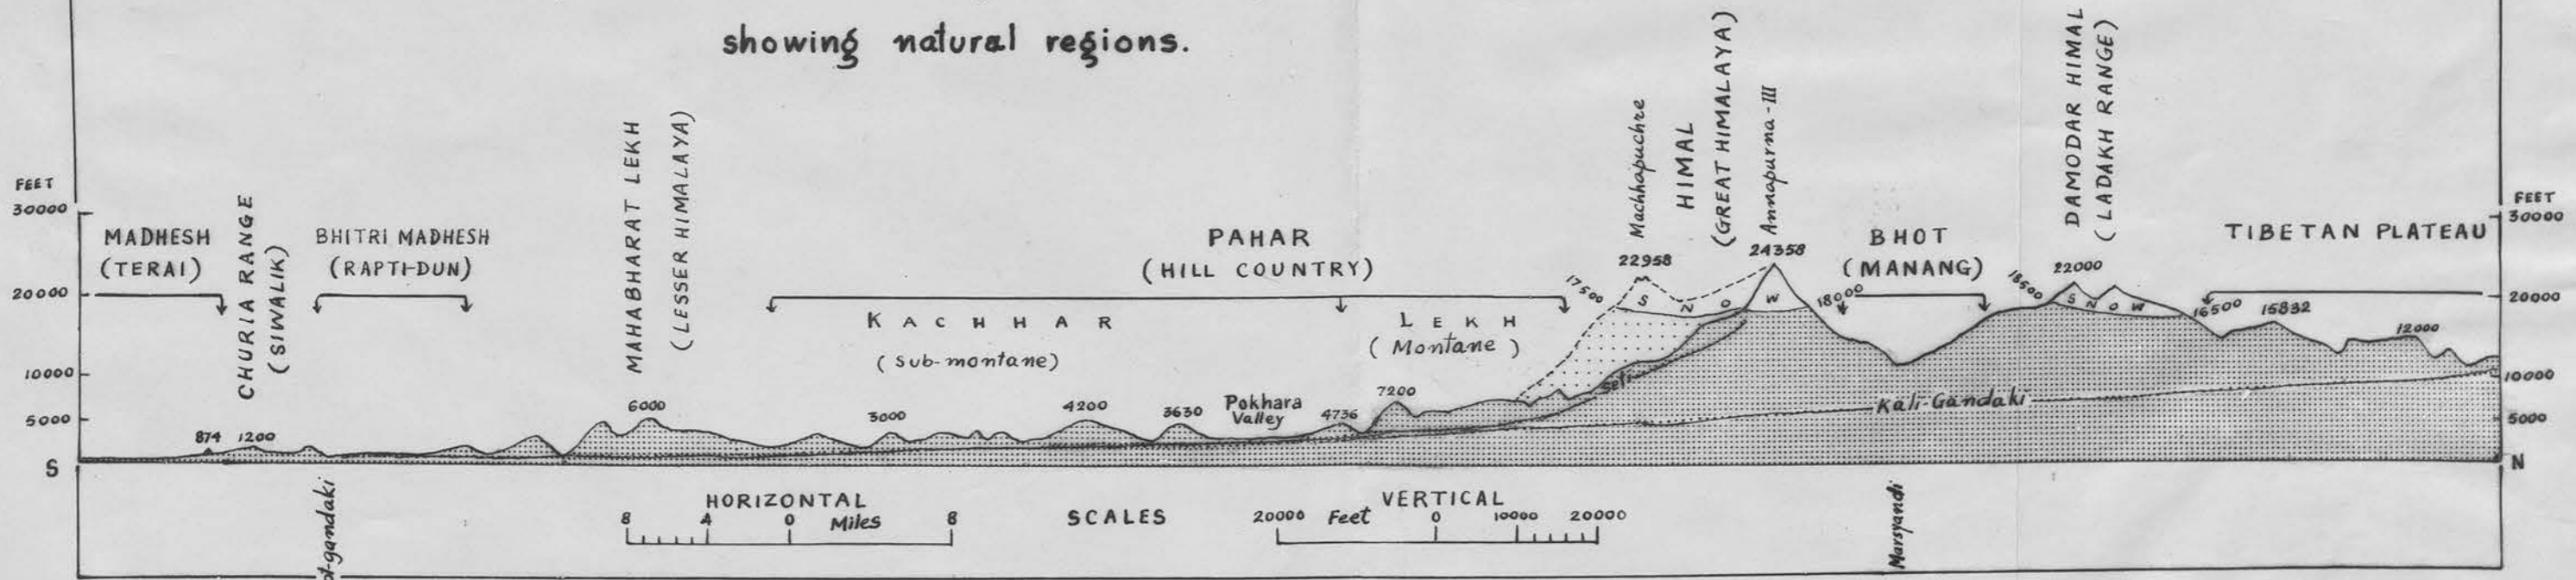 showing natural regions.
FEET
30000
20000
10000
5000
S
MADHESH
(TERAI)
CHURIA RANGE
(SIWALIK)
BHITRI MADHESH
(RAPTI-DUN)
MAHABHARAT LEKH
(LESSER HIMALAYA)
PAHAR
(HILL COUNTRY)
KACHHAR
(Sub-montane)
LEKH
(Montane)
Machhapuchre
HIMAL
(GREAT HIMALAYA)
Annapurna-III
BHOT
(MANANG)
DAMODAR HIMAL
(LADAKH RANGE)
TIBETAN PLATEAU
FEET
30000
20000
10000
5000
N
874
1200
6000
3000
4200
3630
Pokhara
Valley
4736
7200
17500
22958
24358
SNOW
18000
18500
22000
SNOW
16500
15832
12000
Seti
Kali-Gandaki
HORIZONTAL
8 4 0 Miles 8
SCALES
VERTICAL
20000 Feet 0 10000 20000
Marsyandi